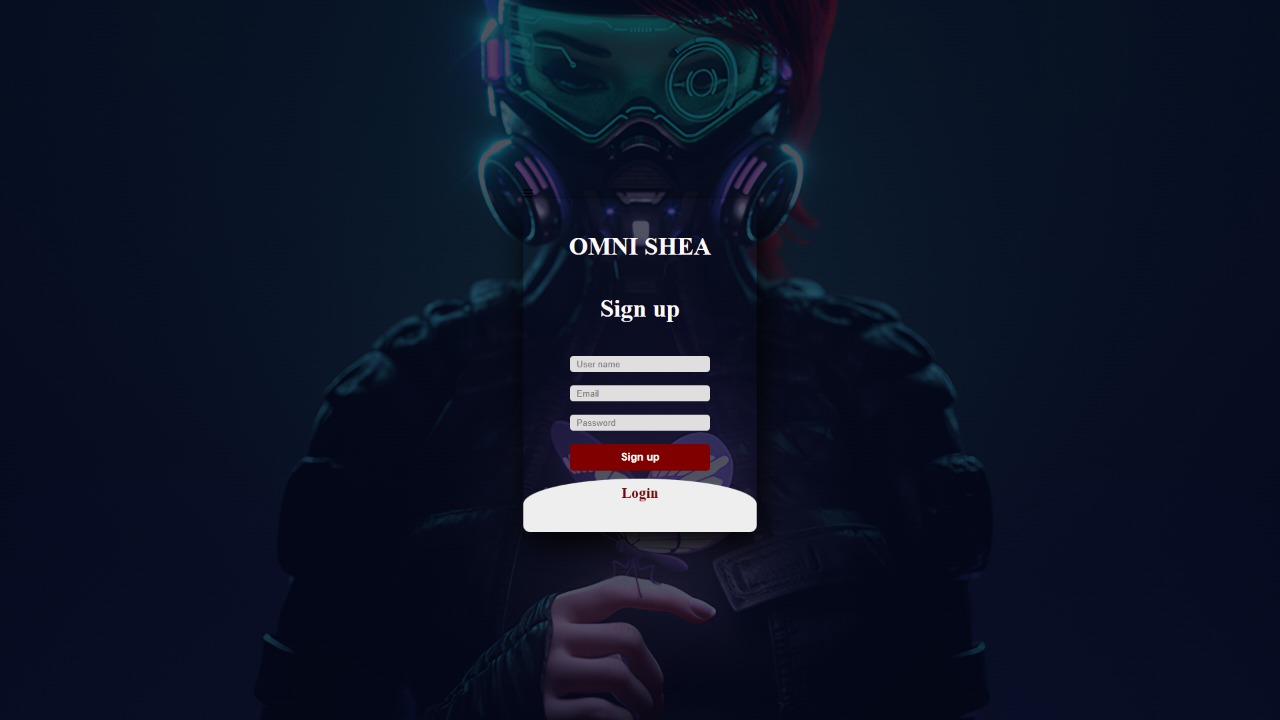 OMNI SHEA
Sign up
User name
Email
Password
Sign up
Login